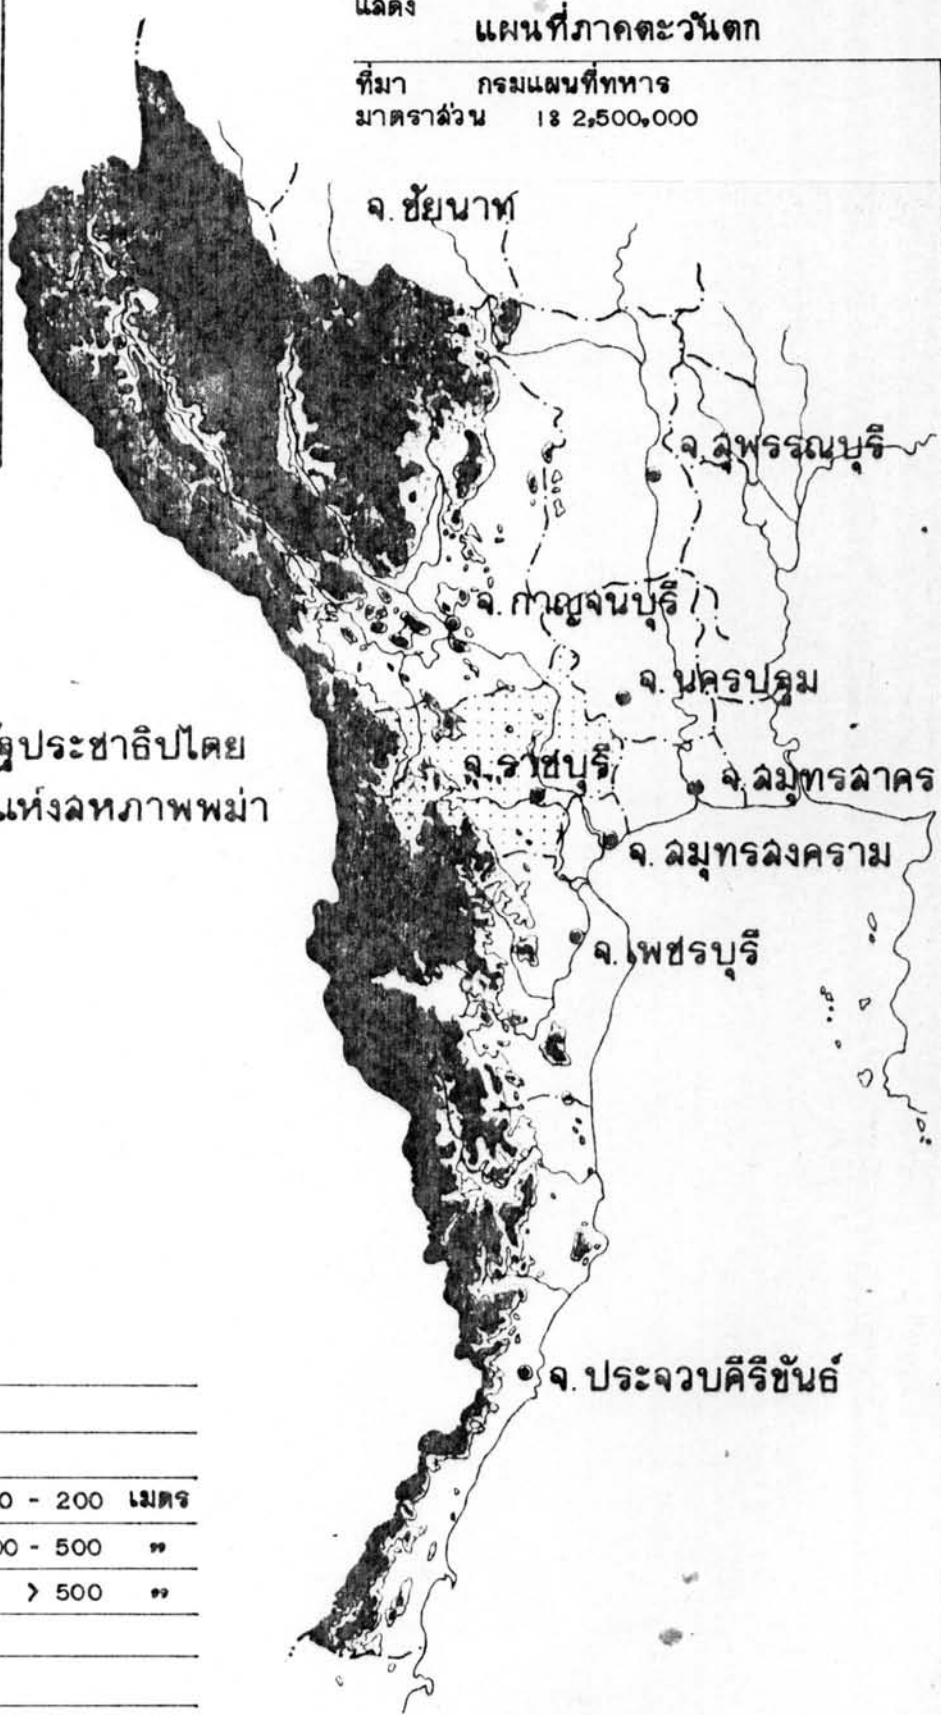 แสดง
แผนที่ภาคตะวันตก
ที่มา กรมแผนที่ทหาร
มาตราส่วน 1: 2,500,000
จ. ชัยนาท
จ. สุพรรณบุรี
จ. กาญจนบุรี
จ. นครปฐม
ฐประชาธิปไตย
แห่งสหภาพพม่า
จ. ราชบุรี
จ. สมุทรสาคร
จ. สมุทรสงคราม
จ. เพชรบุรี
จ. ประจวบคีรีขันธ์
0 - 200 เมตร
00 - 500 "
> 500 "